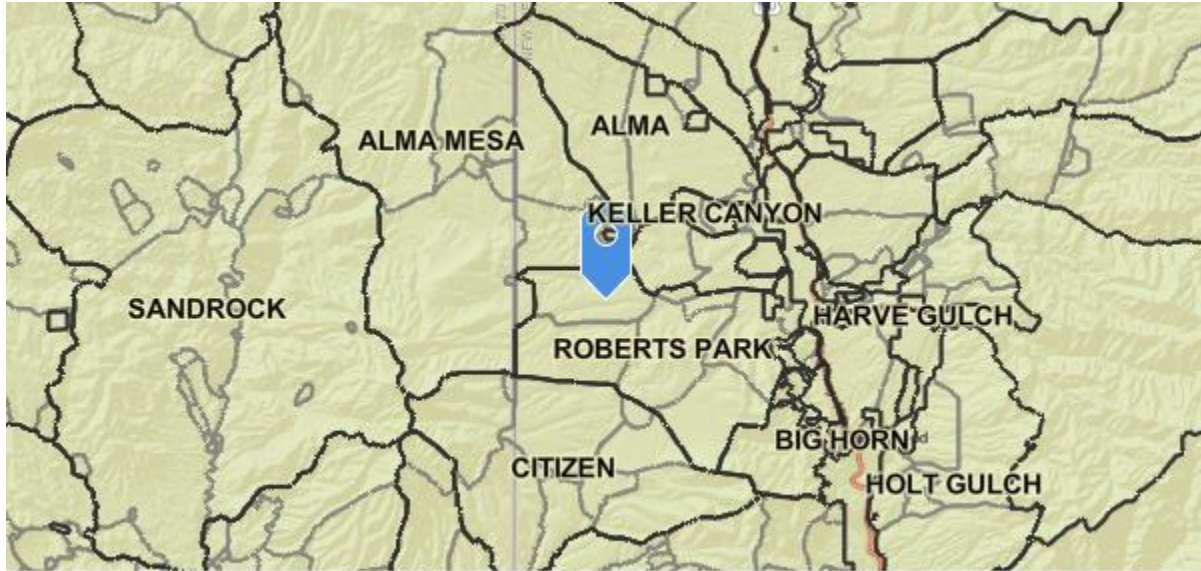 ALMA MESA
ALMA
KELLER CANYON
SANDROCK
HARVE GULCH
ROBERTS PARK
BIG HORN
CITIZEN
HOLT GULCH